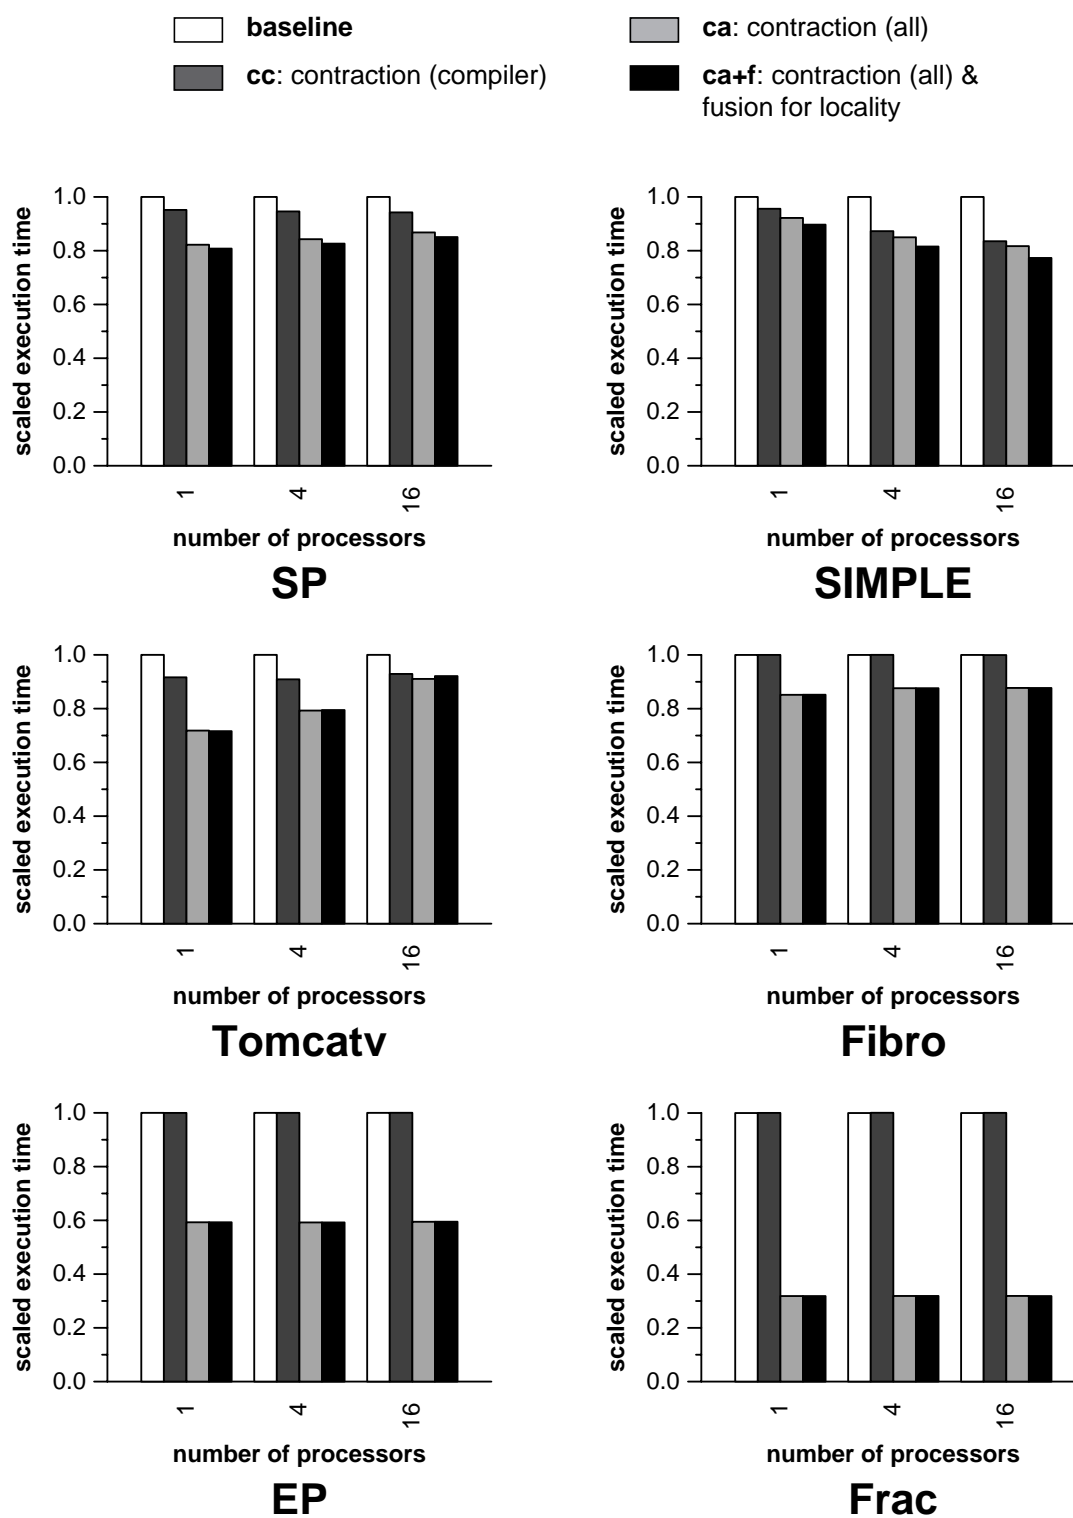 baseline
ca: contraction (all)
cc: contraction (compiler)
ca+f: contraction (all) &
fusion for locality
1.0
0.8
0.6
0.4
0.2
0.0
scaled execution time
1
4
16
number of processors
SP
1.0
0.8
0.6
0.4
0.2
0.0
scaled execution time
1
4
16
number of processors
SIMPLE
1.0
0.8
0.6
0.4
0.2
0.0
scaled execution time
1
4
16
number of processors
Tomcatv
1.0
0.8
0.6
0.4
0.2
0.0
scaled execution time
1
4
16
number of processors
Fibro
1.0
0.8
0.6
0.4
0.2
0.0
scaled execution time
1
4
16
number of processors
EP
1.0
0.8
0.6
0.4
0.2
0.0
scaled execution time
1
4
16
number of processors
Frac